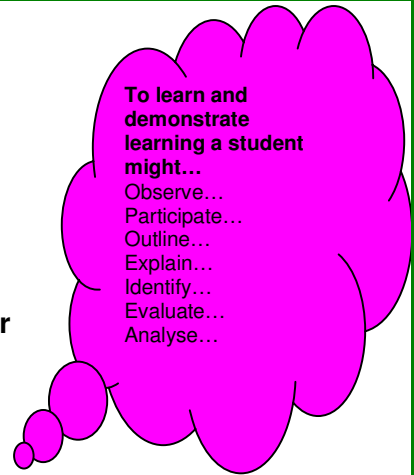 To learn and
demonstrate
learning a student
might…
Observe…
Participate…
Outline…
Explain…
Identify…
Evaluate…
Analyse…
r